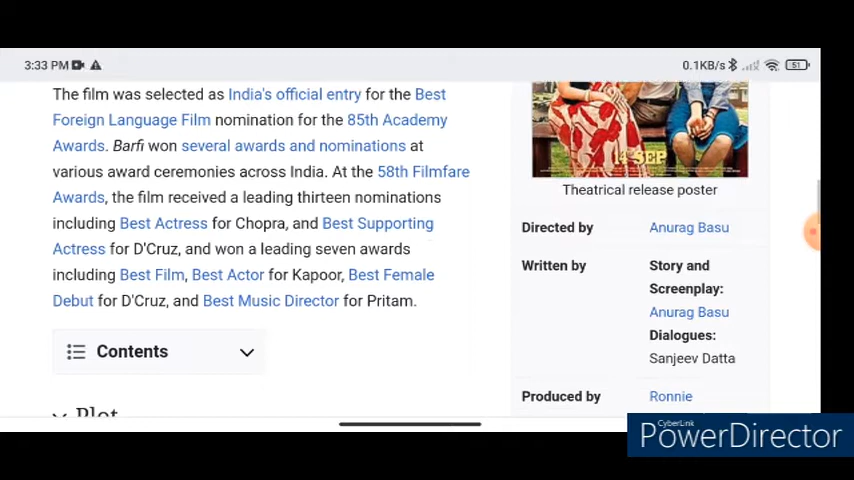 3:33 PM
0.1KB/s
51
The film was selected as India's official entry for the Best
Foreign Language Film nomination for the 85th Academy
Awards. Barfi won several awards and nominations at
various award ceremonies across India. At the 58th Filmfare
Awards, the film received a leading thirteen nominations
including Best Actress for Chopra, and Best Supporting
Actress for D'Cruz, and won a leading seven awards
including Best Film, Best Actor for Kapoor, Best Female
Debut for D'Cruz, and Best Music Director for Pritam.
Contents
Plot
14 SEP
Theatrical release poster
Directed by
Anurag Basu
Written by
Story and
Screenplay:
Anurag Basu
Dialogues:
Sanjeev Datta
Produced by
Ronnie
CyberLink
PowerDirector